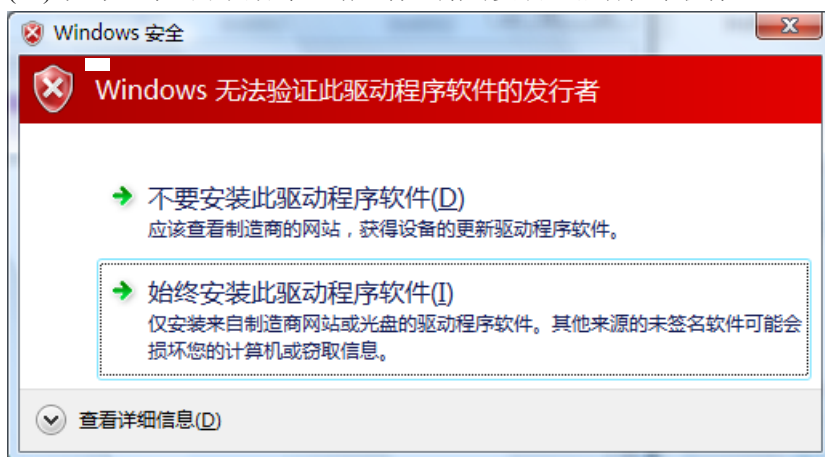 Windows 安全
Windows 无法验证此驱动程序软件的发行者
不要安装此驱动程序软件(D)
应该查看制造商的网站，获得设备的更新驱动程序软件。
始终安装此驱动程序软件(I)
仅安装来自制造商网站或光盘的驱动程序软件。其他来源的未签名软件可能会
损坏您的计算机或窃取信息。
查看详细信息(D)